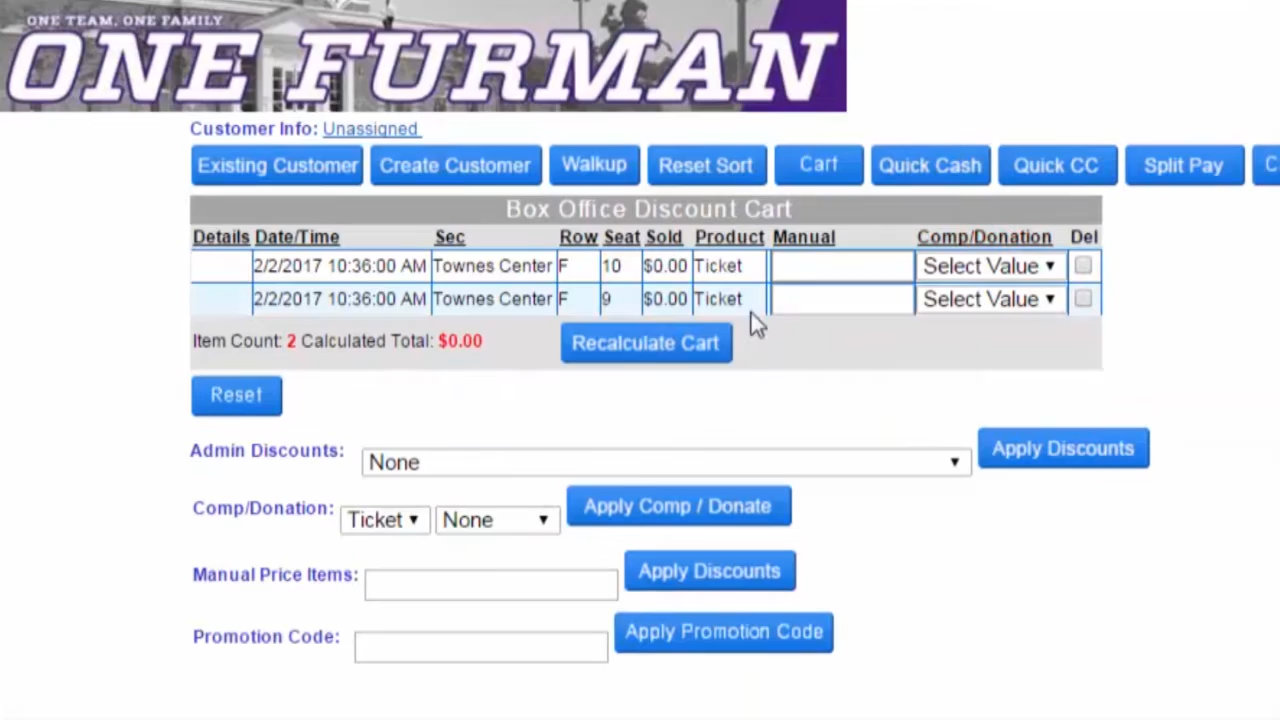 ONE TEAM, ONE FAMILY
ONE FURMAN
Customer Info: Unassigned
Existing Customer Create Customer Walkup Reset Sort Cart Quick Cash Quick CC Split Pay
Box Office Discount Cart
Details Date/Time Sec Row Seat Sold Product Manual Comp/Donation Del
2/2/2017 10:36:00 AM Townes Center F 10 $0.00 Ticket Select Value
2/2/2017 10:36:00 AM Townes Center F 9 $0.00 Ticket Select Value
Item Count: 2 Calculated Total: $0.00 Recalculate Cart
Reset
Admin Discounts: None Apply Discounts
Comp/Donation: Ticket None Apply Comp / Donate
Manual Price Items: Apply Discounts
Promotion Code: Apply Promotion Code